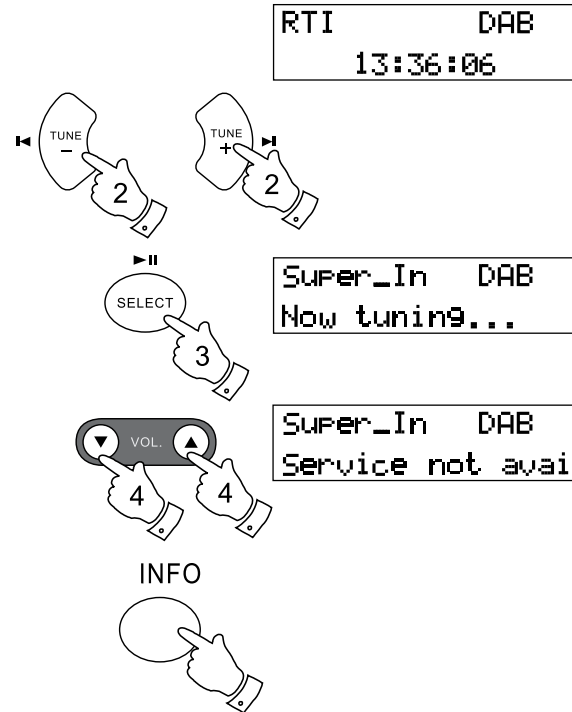 RTI DAB
13:36:06
TUNE
−
2
TUNE
+
2
SELECT
3
Super_In DAB
Now tuning...
VOL.
4
4
Super_In DAB
Service not avai
INFO